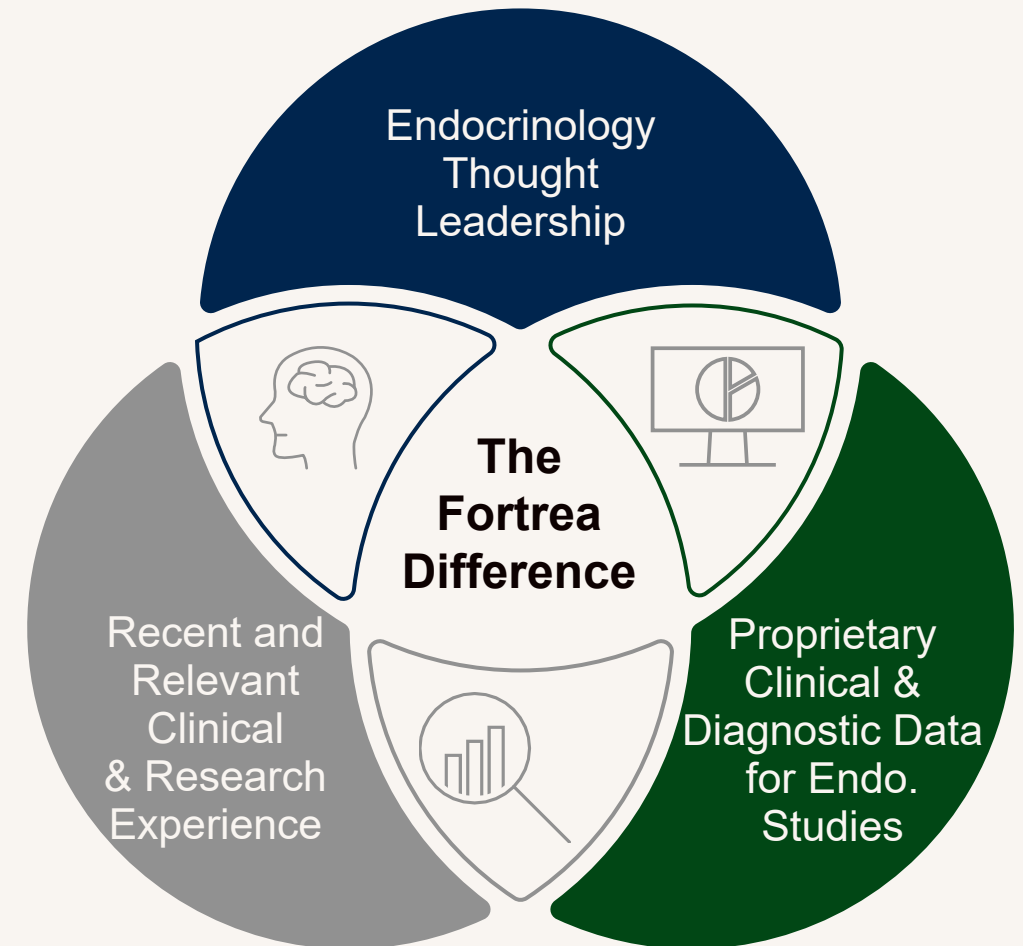 Endocrinology
Thought
Leadership
The
Fortrea
Difference
Recent and
Relevant
Clinical
& Research
Experience
Proprietary
Clinical &
Diagnostic Data
for Endo.
Studies